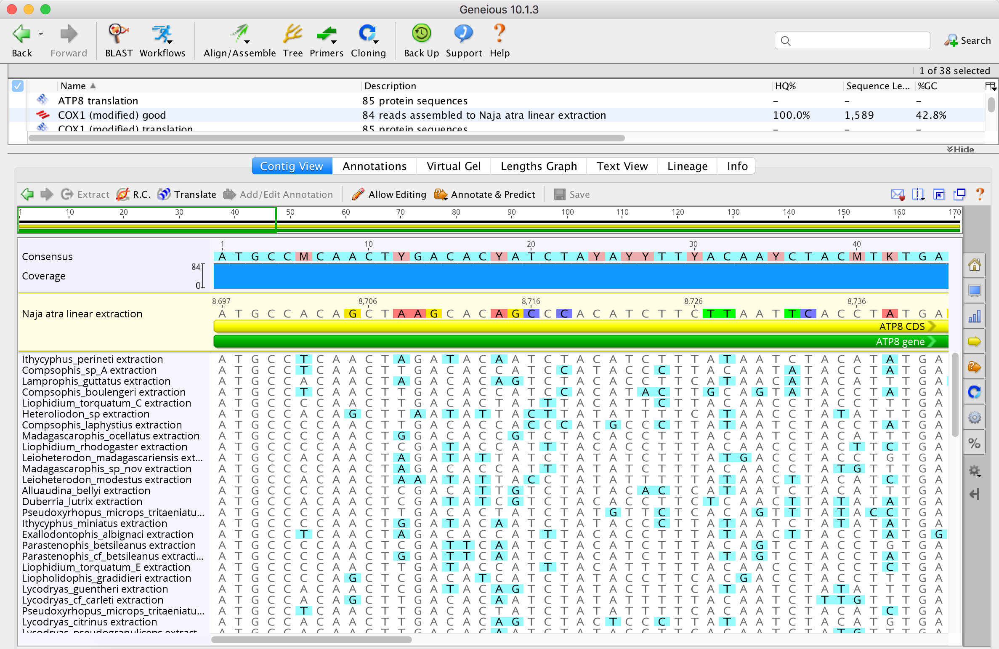 Geneious 10.1.3
Back Forward BLAST Workflows Align/Assemble Tree Primers Cloning Back Up Support Help Search
1 of 38 selected
Name Description HQ% Sequence Le... %GC
ATP8 translation 85 protein sequences – – –
COX1 (modified) good 84 reads assembled to Naja atra linear extraction 100.0% 1,589 42.8%
COX1 (modified) translation 85 protein sequences – – –
Hide
Contig View Annotations Virtual Gel Lengths Graph Text View Lineage Info
Extract R.C. Translate Add/Edit Annotation Allow Editing Annotate & Predict Save
1 10 20 30 40 50 60 70 80 90 100 110 120 130 140 150 160 170
1 10 20 30 40
Consensus A T G C C M C A A C T Y G A C A C Y A T C T A Y A Y Y T T Y A C A A Y C T A C M T K T G A
84
Coverage
0
8,697 8,706 8,716 8,726 8,736
Naja atra linear extraction A T G C C A C A G C T A A G C A C A G C C C A C A T C T T C T T A A T T C A C C T A T G A
ATP8 CDS
ATP8 gene
Ithycyphus_perineti extraction A T G C C T C A A C T A G A T A C A A T C T A C A T C T T T A T A A T C T A C A T A T G A
Compsophis_sp_A extraction A T G C C T C A A C T T G A C A C C A T C C A T A C C C T T A C A A T A T A C C T A T G A
Lamprophis_guttatus extraction A T G C C A C A A C T A G A C A C A G T C T A C A C C T T C A T A A C A T A C A T T T G A
Compsophis_boulengeri extraction A T G C C T C A A C T T G A C A C C A T C C A C A T A C T T G C A G T A T A C C T A T G A
Liophidium_torquatum_C extraction A T G C C C C A A C T T G A C A C T A T T T A C A T T C T T A C A A C C T A C C T T T G A
Heteroliodon_sp extraction A T G C C A C A G C T T A A T A T T A C T T A T A T T T T C A T A A C C T A T A T T T G A
Compsophis_laphystius extraction A T G C C C C A A C T T G A C A C C A C C C A T G C C C T T A T A A T C T A C C T A T G A
Madagascarophis_ocellatus extraction A T G C C C C A A C T G G A C A C C G T C T A C A C C T T T A C A A T C T A C A T T T G A
Liophidium_rhodogaster extraction A T G C C C C A A C T C G A T A C C A T T T A C A C C T T T A C A A C C T A C T T C T G A
Leioheterodon_madagascariensis ext... A T G C C A C A A C T A G A T A T T A T C T A T A T C T T T A T G A C C T A C C T G T G A
Madagascarophis_sp_nov extraction A T G C C C C A A C T A G A C A C C A T T T A T A T C T T T A C A A C C T A T G T T T G A
Leioheterodon_modestus extraction A T G C C A C A A C T A A A T A T T A C C T A T A T T T T T A T A A C T T A C A T C T G A
Alluaudina_bellyi extraction A T G C C C C A A C T C G A C A T T G T C T A T A C A C T C A T A A T C T A C A T T T G A
Duberria_lutrix extraction A T G C C A C A A C T C G A T A T C G T C T A C A C C T T C T C A A C T T A T A T A T G A
Pseudoxyrhopus_microps_tritaeniatu... A T G C C C C A A C T T G A C A C T A T C T A T G T T C T C A C A G T T T A T A C C T G A
Ithycyphus_miniatus extraction A T G C C C C A A C T G G A T A C A A T C T A T A C C C T T A T A A T C T A T A T A T G A
Exallodontophis_albignaci extraction A T G C C T C A A C T A G A C A C C A T T T A C A C C T T T A T A A C T T A C C T A T G G
Parastenophis_betsileanus extraction A T G C C C C A A C T C G A T T C A A T C T A C A T C T T T A C A G T C T A C C T G T G A
Parastenophis_cf_betsileanus extracti... A T G C C C C A A C T G G A T T C A A T C T A C A T C T T T A T A G T C T A C C T A T G A
Liophidium_torquatum_E extraction A T G C C C C A A C T T G A T A C C A T T T A C A T T T T T A C A A C C T A C C T C T G A
Liopholidophis_gradidieri extraction A T G C C C C A G C T C G A C A T C A T C T A T A C C T T C A C G A C C T A C C T T T G A
Lycodryas_guentheri extraction A T G C C A C A A C T C G A T A C A G T C T A T A C T T T C A T A A T C T A T A T T T G A
Lycodryas_cf_carleti extraction A T G C C A C A G C T T G A C A C A A T C T A T A T T T T T A C A A T C T T T G T T T G A
Pseudoxyrhopus_microps_tritaeniatu... A T G C C T C A A C T T G A C A C T A T C T A T A T T T T C A C A A T C T A C A T C T G A
Lycodryas_citrinus extraction A T G C C A C A A C T T G A C A C A G T C T A C T C C C T T A T A A T C T A C A T G T G A